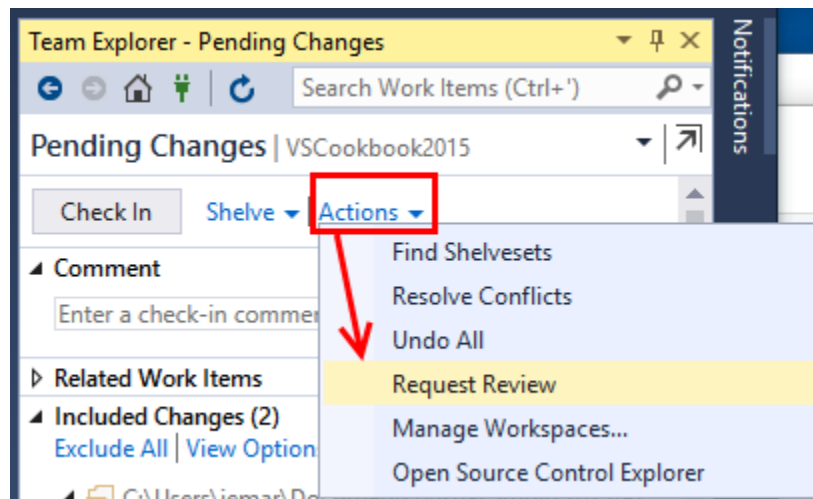 Team Explorer - Pending Changes
Notifications
Search Work Items (Ctrl+')
Pending Changes | VSCookbook2015
Check In Shelve Actions
Find Shelvesets
Comment
Resolve Conflicts
Undo All
Related Work Items
Request Review
Included Changes (2)
Manage Workspaces...
Exclude All | View
Open Source Control Explorer